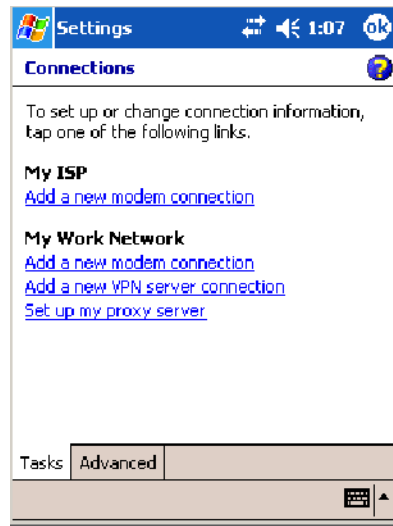 Settings 1:07 ok
Connections ?
To set up or change connection information,
tap one of the following links.
My ISP
Add a new modem connection
My Work Network
Add a new modem connection
Add a new VPN server connection
Set up my proxy server
Tasks Advanced